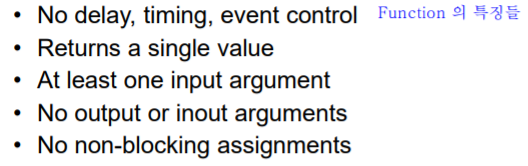 • No delay, timing, event control Function 의 특징들
• Returns a single value
• At least one input argument
• No output or inout arguments
• No non-blocking assignments